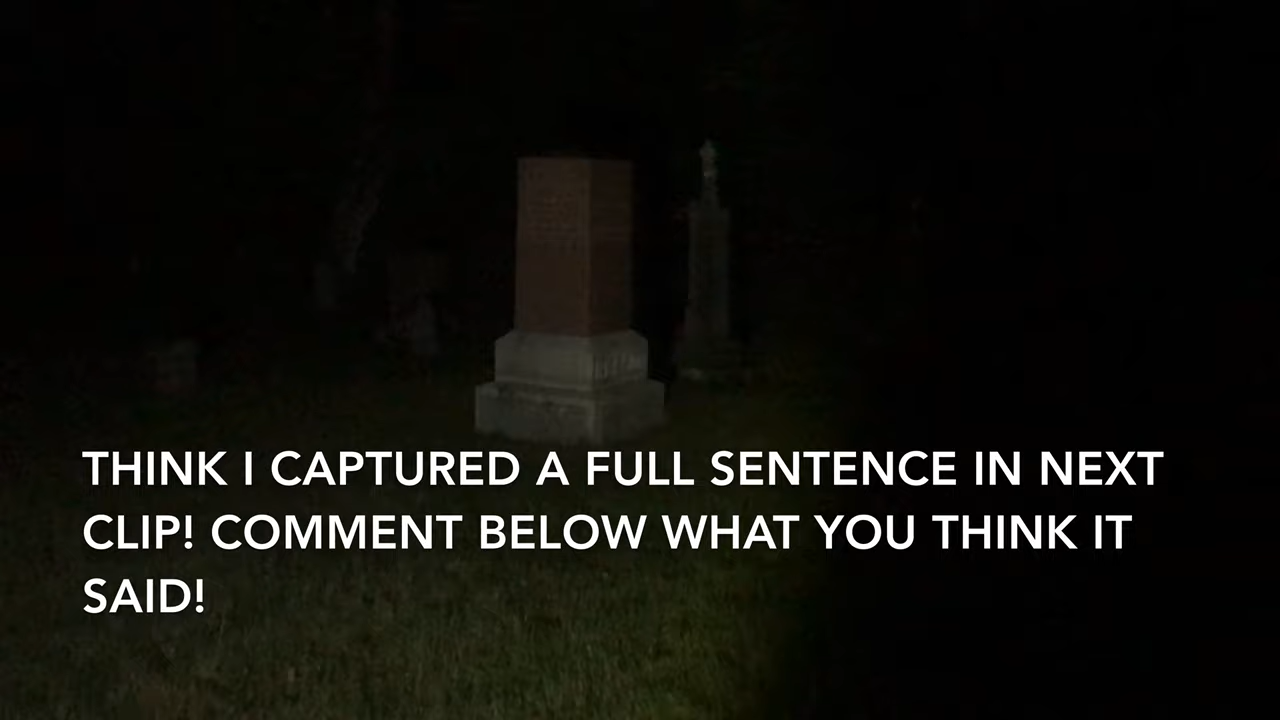 THINK I CAPTURED A FULL SENTENCE IN NEXT
CLIP! COMMENT BELOW WHAT YOU THINK IT
SAID!